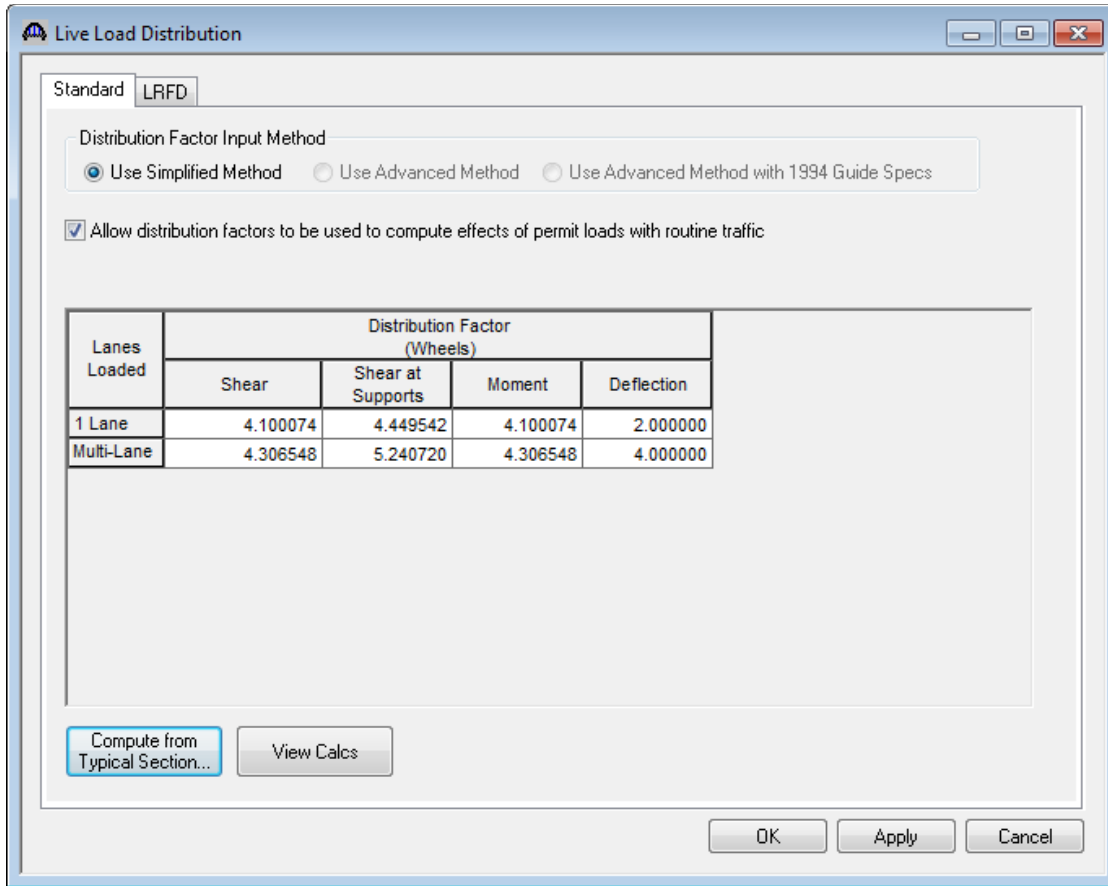 Live Load Distribution
Standard LRFD
Distribution Factor Input Method
Use Simplified Method Use Advanced Method Use Advanced Method with 1994 Guide Specs
Allow distribution factors to be used to compute effects of permit loads with routine traffic
Lanes Loaded
Distribution Factor
(Wheels)
Shear Shear at Supports Moment Deflection
1 Lane 4.100074 4.449542 4.100074 2.000000
Multi-Lane 4.306548 5.240720 4.306548 4.000000
Compute from
Typical Section...
View Calcs
OK Apply Cancel